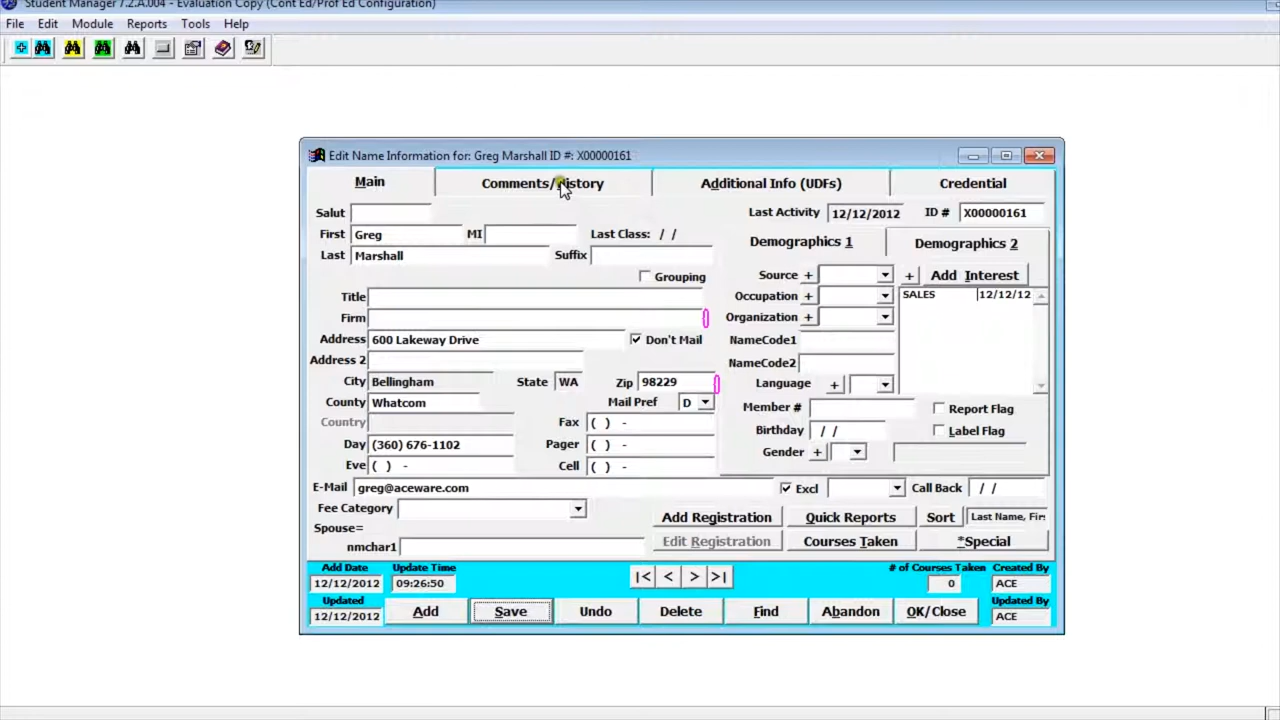 Student Manager 7.2.A.004 - Evaluation Copy (Cont Ed/Prof Ed Configuration)
File Edit Module Reports Tools Help
Edit Name Information for: Greg Marshall ID #: X00000161
Main Comments/History Additional Info (UDFs) Credential
Salut Last Activity 12/12/2012 ID # X00000161
First Greg MI Last Class: / / Demographics 1 Demographics 2
Last Marshall Suffix
Grouping Source + + Add Interest
Title Occupation + SALES 12/12/12
Firm Organization +
Address 600 Lakeway Drive Don't Mail NameCode1
Address 2 NameCode2
City Bellingham State WA Zip 98229 Language +
County Whatcom Mail Pref D Member # Report Flag
Country Fax ( ) - Birthday / / Label Flag
Day (360) 676-1102 Pager ( ) - Gender +
Eve ( ) - Cell ( ) -
E-Mail greg@aceware.com Excl Call Back / /
Fee Category Add Registration Quick Reports Sort Last Name, Fir
Spouse=
nmchar1 Edit Registration Courses Taken *Special
Add Date Update Time # of Courses Taken Created By
12/12/2012 09:26:50 |< < > >| 0 ACE
Updated Updated By
12/12/2012 Add Save Undo Delete Find Abandon OK/Close ACE